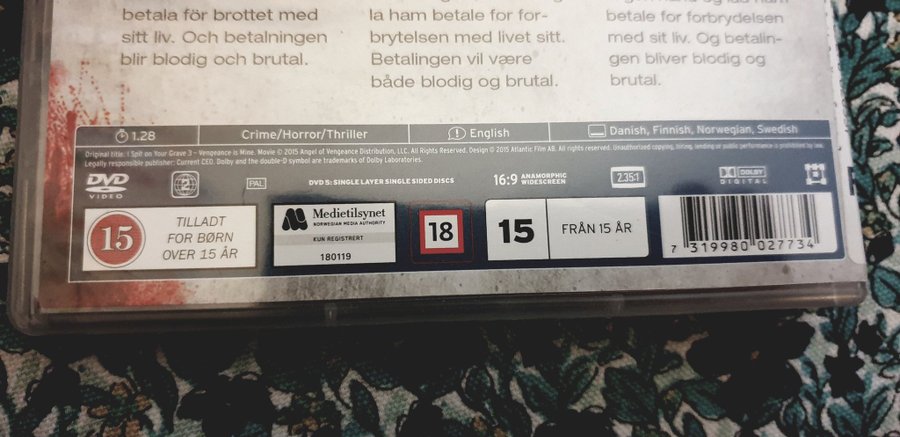 betala för brottet med
sitt liv. Och betalningen
blir blodig och brutal.
la ham betale for for-
brytelsen med livet sitt.
Betalingen vil være
både blodig og brutal.
betale for forbrydelsen
med sit liv. Og betalin-
gen bliver blodig og
brutal.
1.28 Crime/Horror/Thriller English Danish, Finnish, Norwegian, Swedish
Original title: I Spit on Your Grave 3 - Vengeance is Mine. Movie © 2015 Angel of Vengeance Distribution, LLC. All Rights Reserved. Design © 2015 Atlantic Film AB. All rights reserved. Unauthorised copying, hiring, lending or public performance is prohibited by law.
Legally responsible publisher: Current CEO. Dolby and the double-D symbol are trademarks of Dolby Laboratories.
DVD VIDEO
2
PAL
DVD 5: SINGLE LAYER SINGLE SIDED DISCS
16:9 ANAMORPHIC WIDESCREEN
2.35:1
DOLBY DIGITAL
15
TILLADT
FOR BØRN
OVER 15 ÅR
Medietilsynet
NORWEGIAN MEDIA AUTHORITY
KUN REGISTRERT
180119
18
15
FRÅN 15 ÅR
7 319980 027734